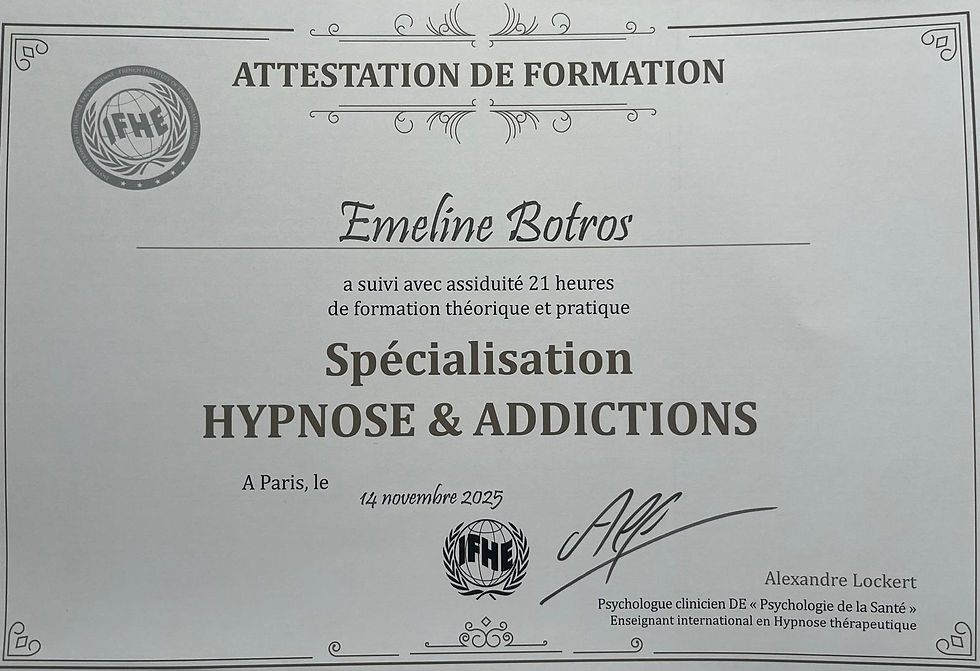 ATTESTATION DE FORMATION
IFHE
Emeline Botros
a suivi avec assiduité 21 heures
de formation théorique et pratique
Spécialisation
HYPNOSE & ADDICTIONS
A Paris, le
14 novembre 2025
IFHE
Alexandre Lockert
Psychologue clinicien DE « Psychologie de la Santé »
Enseignant international en Hypnose thérapeutique